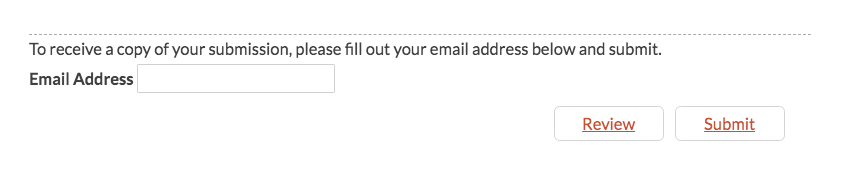 To receive a copy of your submission, please fill out your email address below and submit.
Email Address
Review Submit